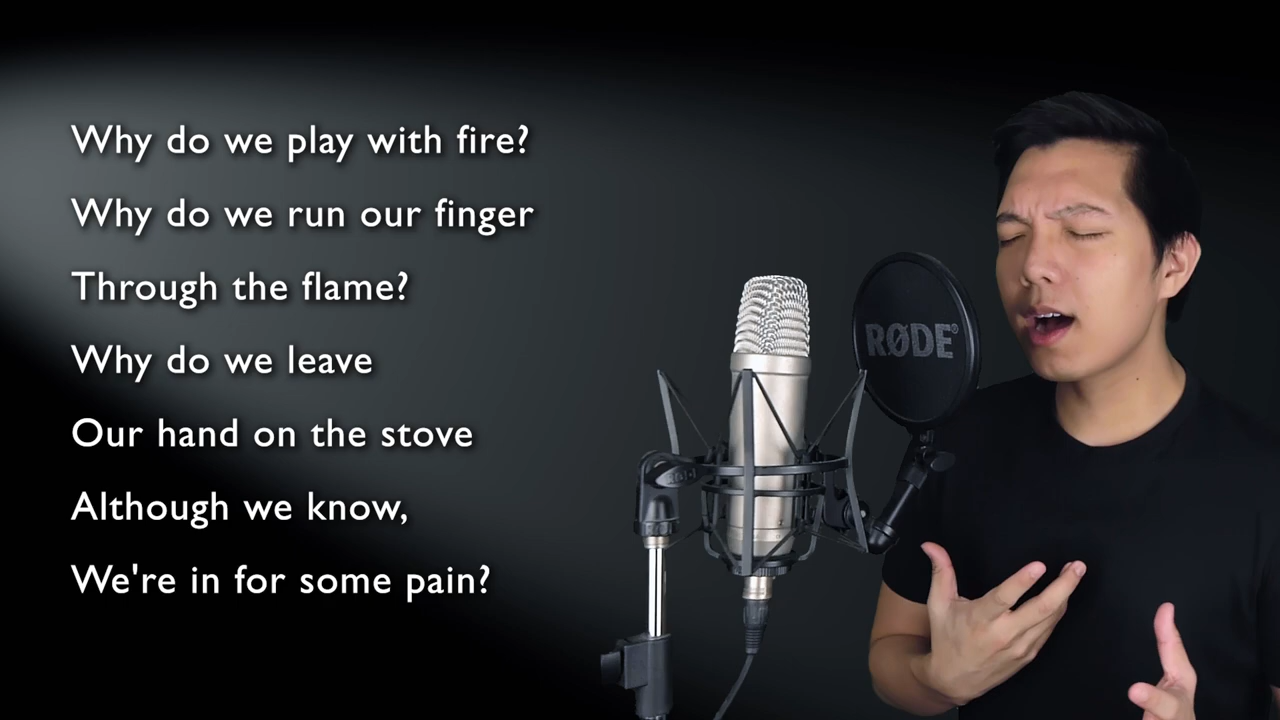 Why do we play with fire?
Why do we run our finger
Through the flame?
Why do we leave
Our hand on the stove
Although we know,
We're in for some pain?
RØDE®